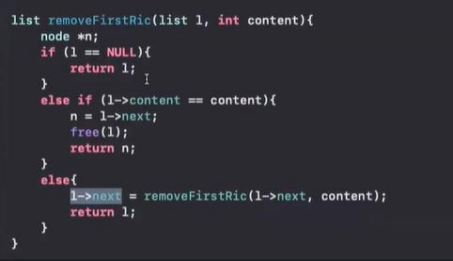 list removeFirstRic(list l, int content){
    node *n;
    if (l == NULL){
        return l;
    }
    else if (l->content == content){
        n = l->next;
        free(l);
        return n;
    }
    else{
        l->next = removeFirstRic(l->next, content);
        return l;
    }
}